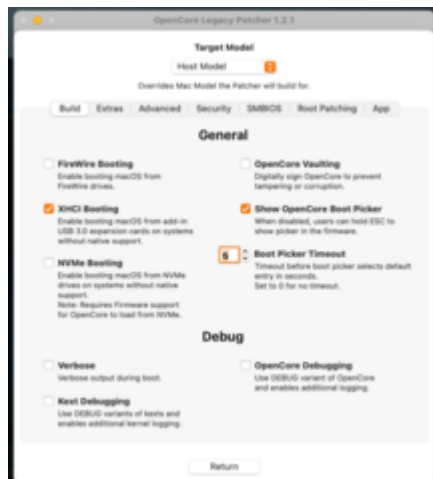 OpenCore Legacy Patcher 1.2.1
Target Model
Host Model
Overrides Mac Model the Patcher will build for.
Build Extras Advanced Security SMBIOS Root Patching App
General
FireWire Booting
Enable booting macOS from
FireWire drives.
XHCI Booting
Enable booting macOS from add-in
USB 3.0 expansion cards on systems
without native support.
NVMe Booting
Enable booting macOS from NVMe
drives on systems without native
support.
Note: Requires Firmware support
for OpenCore to load from NVMe.
OpenCore Vaulting
Digitally sign OpenCore to prevent
tampering or corruption.
Show OpenCore Boot Picker
When disabled, users can hold ESC to
show picker in the firmware.
5 Boot Picker Timeout
Timeout before boot picker selects default
entry in seconds.
Set to 0 for no timeout.
Debug
Verbose
Verbose output during boot.
Kext Debugging
Use DEBUG variants of kexts and
enables additional kernel logging.
OpenCore Debugging
Use DEBUG variant of OpenCore
and enables additional logging.
Return